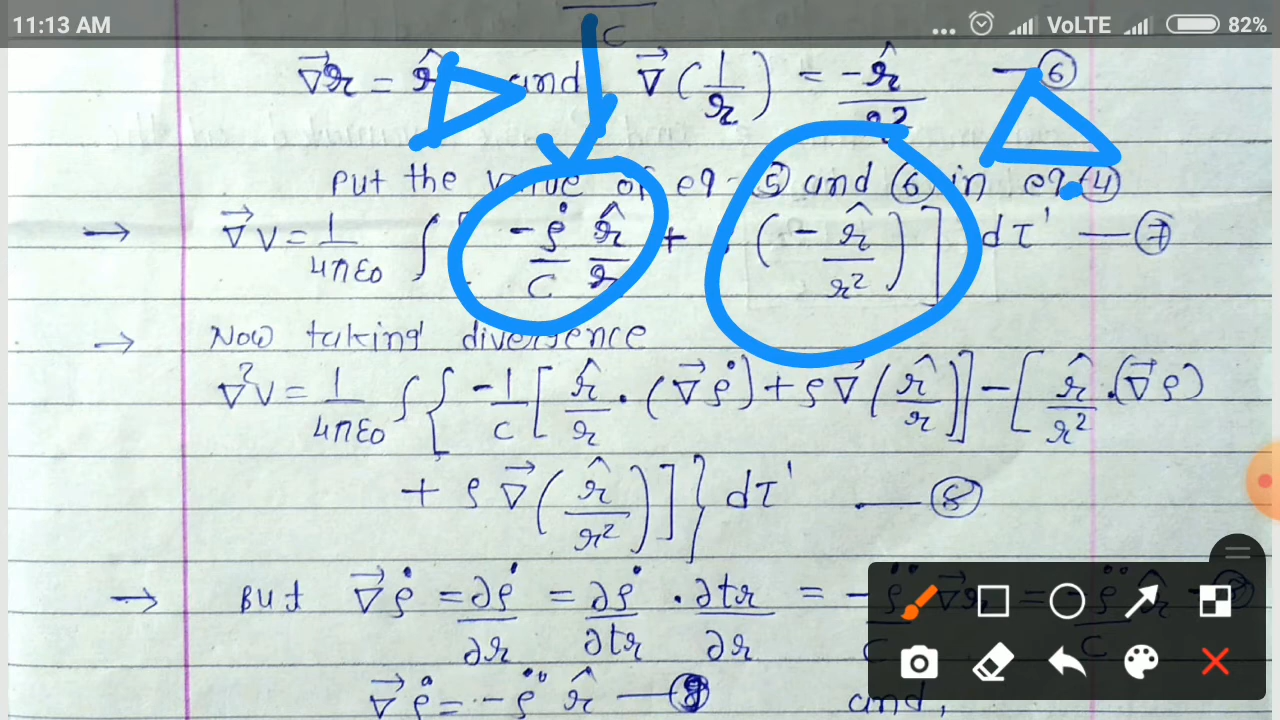 11:13 AM ... VoLTE 82%
c
∇⃗r = r̂ and ∇⃗(1/r) = -r̂/r² — ⑥
Put the value of eq-⑤ and ⑥ in eq-④
→ ∇⃗V = 1/4πε₀ ∫[ -ρ̇/c r̂/r + (-r̂/r²)] dτ' — ⑦
→ Now taking divergence
∇²V = 1/4πε₀ ∫{ -1/c [r̂/r · (∇⃗ρ̇) + ρ∇⃗(r̂/r)] - [r̂/r² · (∇⃗ρ)
+ ρ∇⃗(r̂/r²)]} dτ' — ⑧
→ But ∇⃗ρ̇ = ∂ρ̇/∂r = ∂ρ̇/∂tr · ∂tr/∂r = -ρ̈/c ∇⃗r = -ρ̈/c r̂
∇⃗ρ̇ = -ρ̈ r̂ — and,